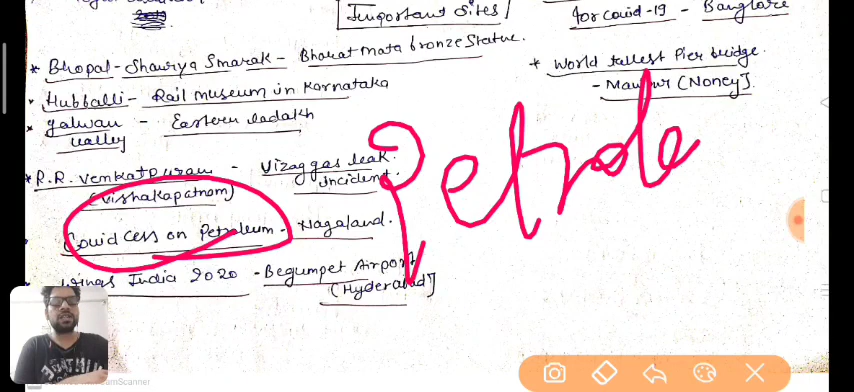 Important Sites
for Covid-19 - Banglore
* Bhopal - Shaurya Smarak - Bharat Mata bronze Statue.
* World tallest Pier bridge.
- Manipur (Noney)
Hubballi - Rail museum in Karnataka
* galwan - Eastern ladakh
valley
* R.R. Venkatpuram - Vizag gas leak
(Vishakapatnam) Incident.
Covid Cess on Petroleum - Nagaland.
Wings India 2020 - Begumpet Airport
(Hyderabad)
Petrole
CamScanner